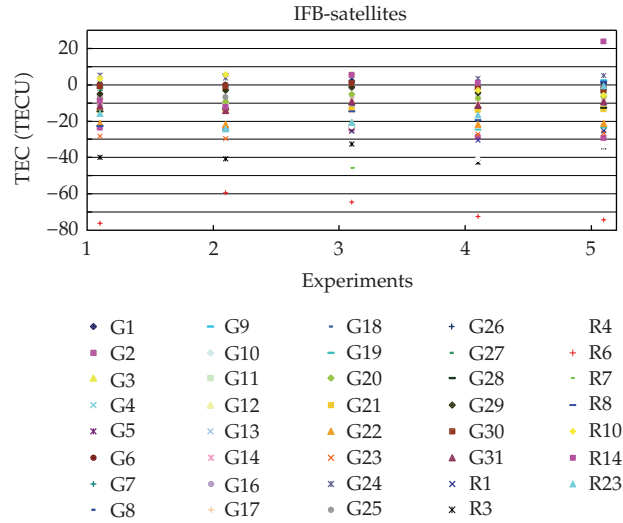 IFB-satellites
20
0
−20
−40
−60
−80
TEC (TECU)
1 2 3 4 5
Experiments
G1 G9 G18 G26 R4
G2 G10 G19 G27 R6
G3 G11 G20 G28 R7
G4 G12 G21 G29 R8
G5 G13 G22 G30 R10
G6 G14 G23 G31 R14
G7 G16 G24 R1 R23
G8 G17 G25 R3